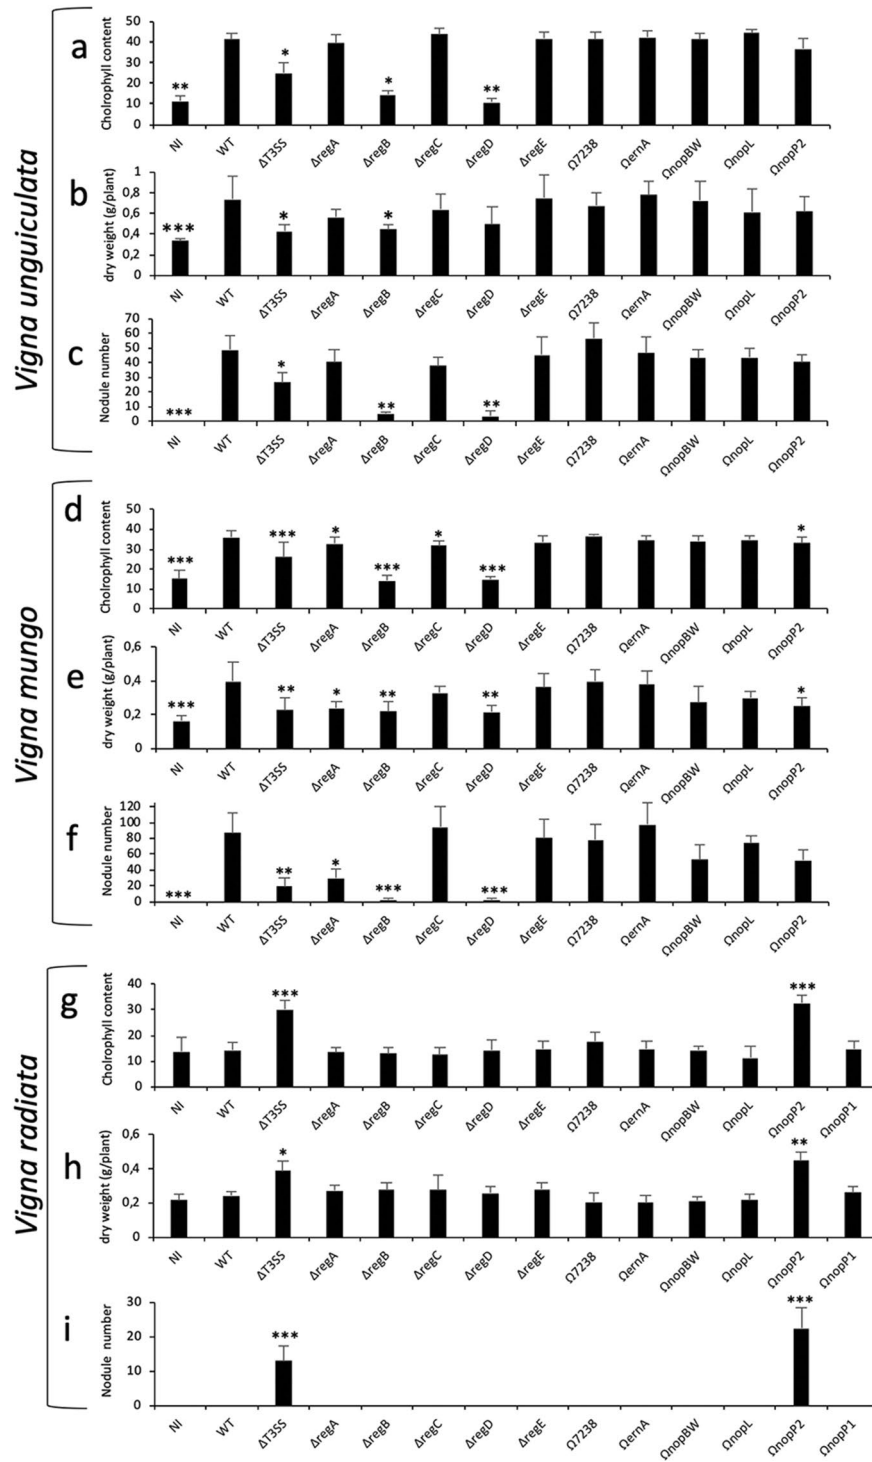 Vigna unguiculata
a
Cholrophyll content
50
40
30
20
10
0
** * * **
NI WT ΔT3SS ΔregA ΔregB ΔregC ΔregD ΔregE Ω7238 ΩernA ΩnopBW ΩnopL ΩnopP2
b
dry weight (g/plant)
1
0,8
0,6
0,4
0,2
0
*** * *
NI WT ΔT3SS ΔregA ΔregB ΔregC ΔregD ΔregE Ω7238 ΩernA ΩnopBW ΩnopL ΩnopP2
c
Nodule number
70
60
50
40
30
20
10
0
*** * ** **
NI WT ΔT3SS ΔregA ΔregB ΔregC ΔregD ΔregE Ω7238 ΩernA ΩnopBW ΩnopL ΩnopP2
Vigna mungo
d
Cholrophyll content
50
40
30
20
10
0
*** *** * *** * *** *
NI WT ΔT3SS ΔregA ΔregB ΔregC ΔregD ΔregE Ω7238 ΩernA ΩnopBW ΩnopL ΩnopP2
e
dry weight (g/plant)
0,6
0,4
0,2
0
*** ** * ** ** *
NI WT ΔT3SS ΔregA ΔregB ΔregC ΔregD ΔregE Ω7238 ΩernA ΩnopBW ΩnopL ΩnopP2
f
Nodule number
120
100
80
60
40
20
0
*** ** * *** ***
NI WT ΔT3SS ΔregA ΔregB ΔregC ΔregD ΔregE Ω7238 ΩernA ΩnopBW ΩnopL ΩnopP2
Vigna radiata
g
Cholrophyll content
40
30
20
10
0
*** ***
NI WT ΔT3SS ΔregA ΔregB ΔregC ΔregD ΔregE Ω7238 ΩernA ΩnopBW ΩnopL ΩnopP2 ΩnopP1
h
dry weight (g/plant)
0,6
0,4
0,2
0
* **
NI WT ΔT3SS ΔregA ΔregB ΔregC ΔregD ΔregE Ω7238 ΩernA ΩnopBW ΩnopL ΩnopP2 ΩnopP1
i
Nodule number
30
20
10
0
*** ***
NI WT ΔT3SS ΔregA ΔregB ΔregC ΔregD ΔregE Ω7238 ΩernA ΩnopBW ΩnopL ΩnopP2 ΩnopP1